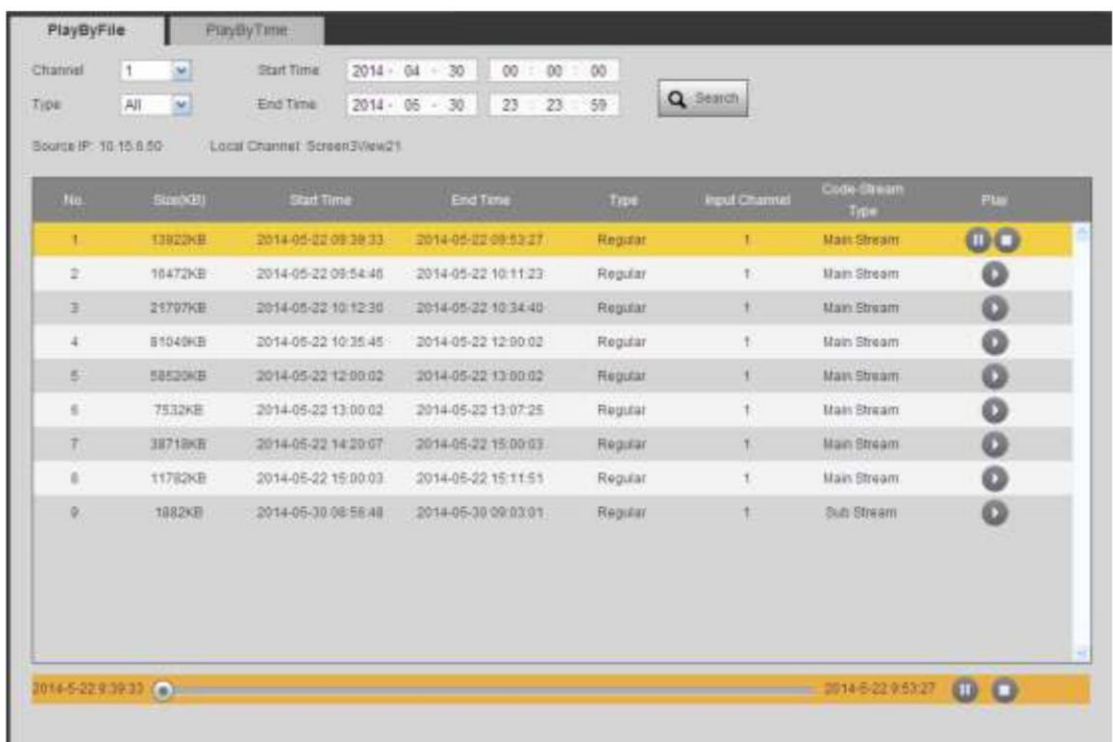 PlayByFile PlayByTime
Channel 1 Start Time 2014 - 04 - 30 00 : 00 : 00
Type All End Time 2014 - 05 - 30 23 : 23 : 59
Search
Source IP: 10.15.6.50 Local Channel: Screen3View21
No. Size(KB) Start Time End Time Type Input Channel Code-Stream Type Play
1 13922KB 2014-05-22 09:39:33 2014-05-22 09:53:27 Regular 1 Main Stream
2 16472KB 2014-05-22 09:54:46 2014-05-22 10:11:23 Regular 1 Main Stream
3 21797KB 2014-05-22 10:12:30 2014-05-22 10:34:40 Regular 1 Main Stream
4 81049KB 2014-05-22 10:35:45 2014-05-22 12:00:02 Regular 1 Main Stream
5 58520KB 2014-05-22 12:00:02 2014-05-22 13:00:02 Regular 1 Main Stream
6 7532KB 2014-05-22 13:00:02 2014-05-22 13:07:25 Regular 1 Main Stream
7 38718KB 2014-05-22 14:20:07 2014-05-22 15:00:03 Regular 1 Main Stream
8 11782KB 2014-05-22 15:00:03 2014-05-22 15:11:51 Regular 1 Main Stream
9 1882KB 2014-05-30 08:58:48 2014-05-30 09:03:01 Regular 1 Sub Stream
2014-5-22 9:39:33 2014-5-22 9:53:27